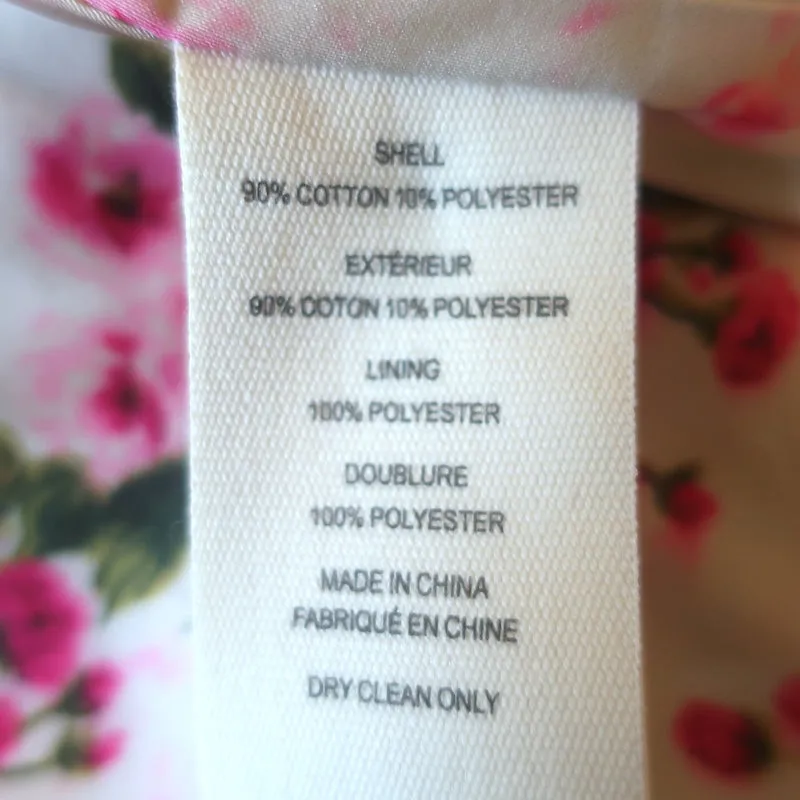 SHELL
90% COTTON 10% POLYESTER
EXTÉRIEUR
90% COTON 10% POLYESTER
LINING
100% POLYESTER
DOUBLURE
100% POLYESTER
MADE IN CHINA
FABRIQUÉ EN CHINE
DRY CLEAN ONLY